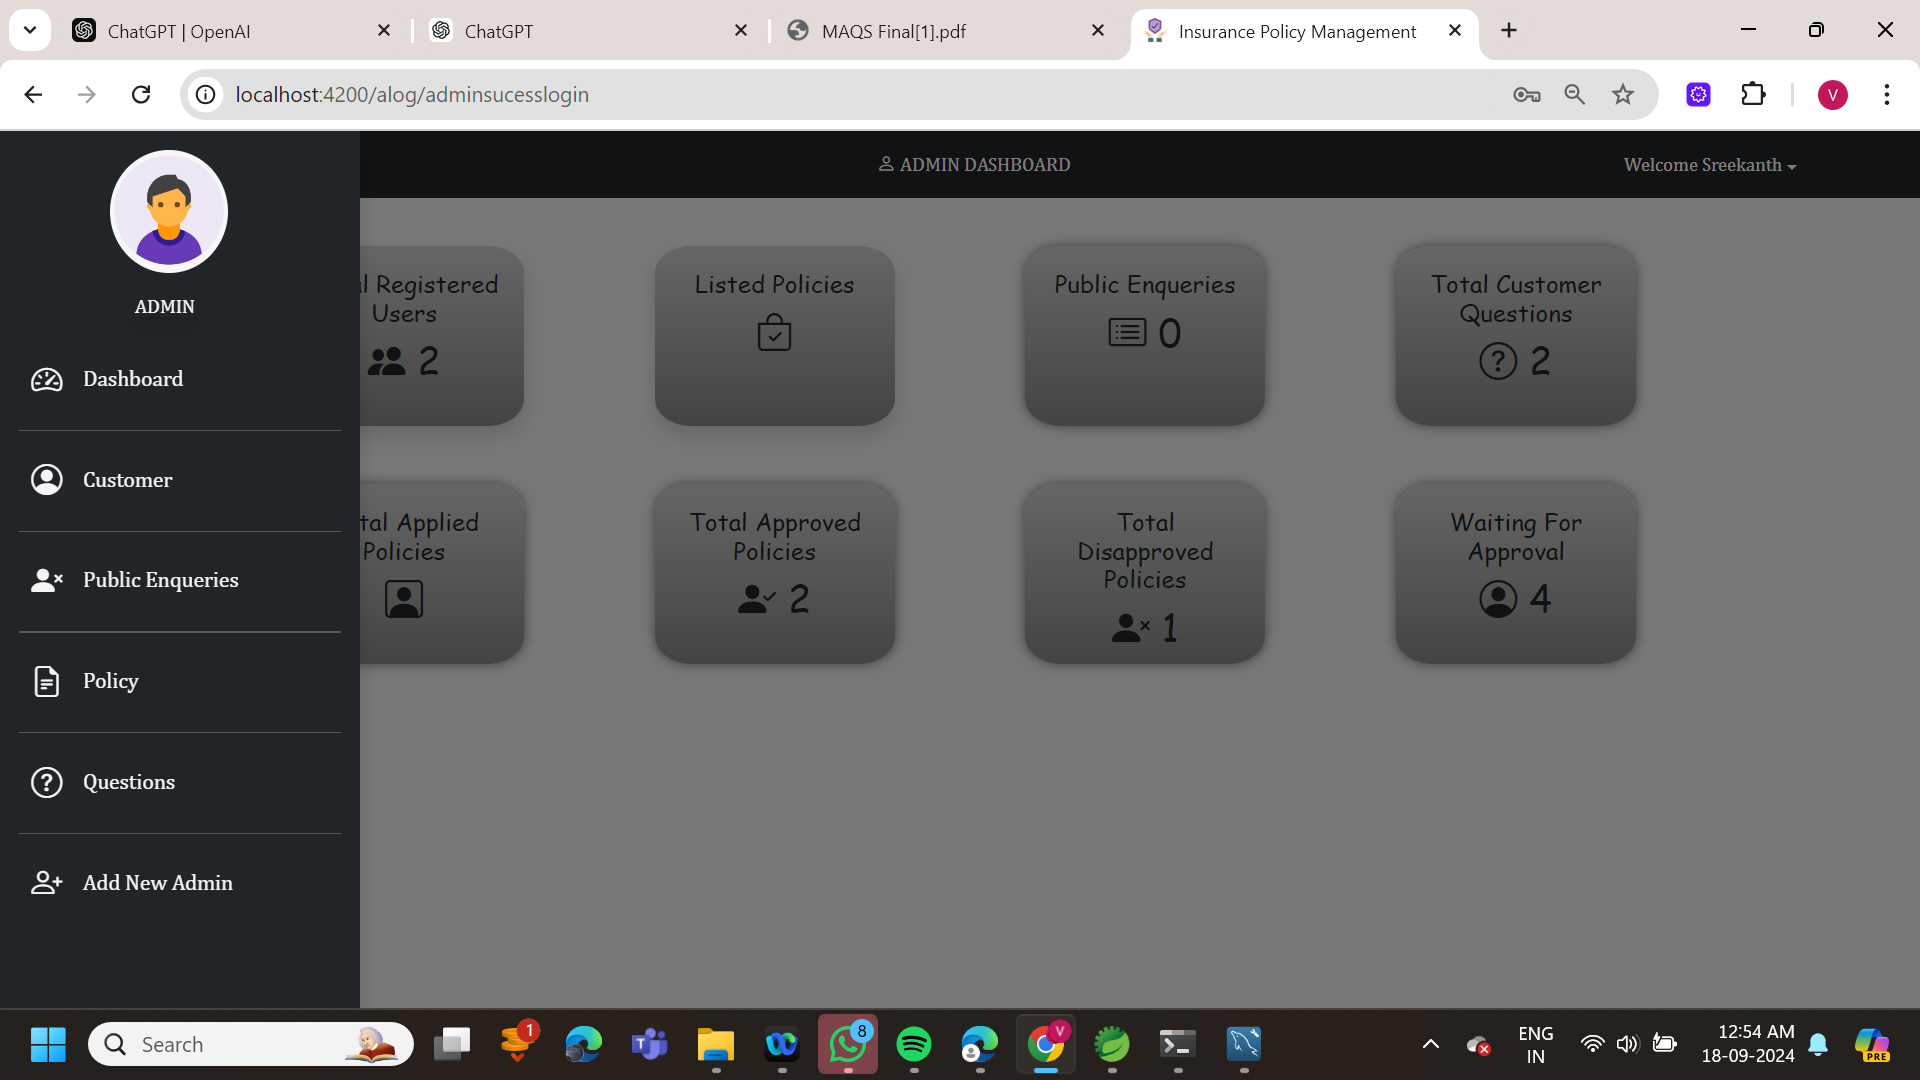 ChatGPT | OpenAI
ChatGPT
MAQS Final[1].pdf
Insurance Policy Management
localhost:4200/alog/adminsucesslogin
V
ADMIN DASHBOARD
Welcome Sreekanth
ADMIN
Dashboard
Customer
Public Enqueries
Policy
Questions
Add New Admin
l Registered
Users
2
Listed Policies
Public Enqueries
0
Total Customer
Questions
2
tal Applied
Policies
Total Approved
Policies
2
Total
Disapproved
Policies
1
Waiting For
Approval
4
Search
1
8
V
ENG
IN
12:54 AM
18-09-2024
PRE